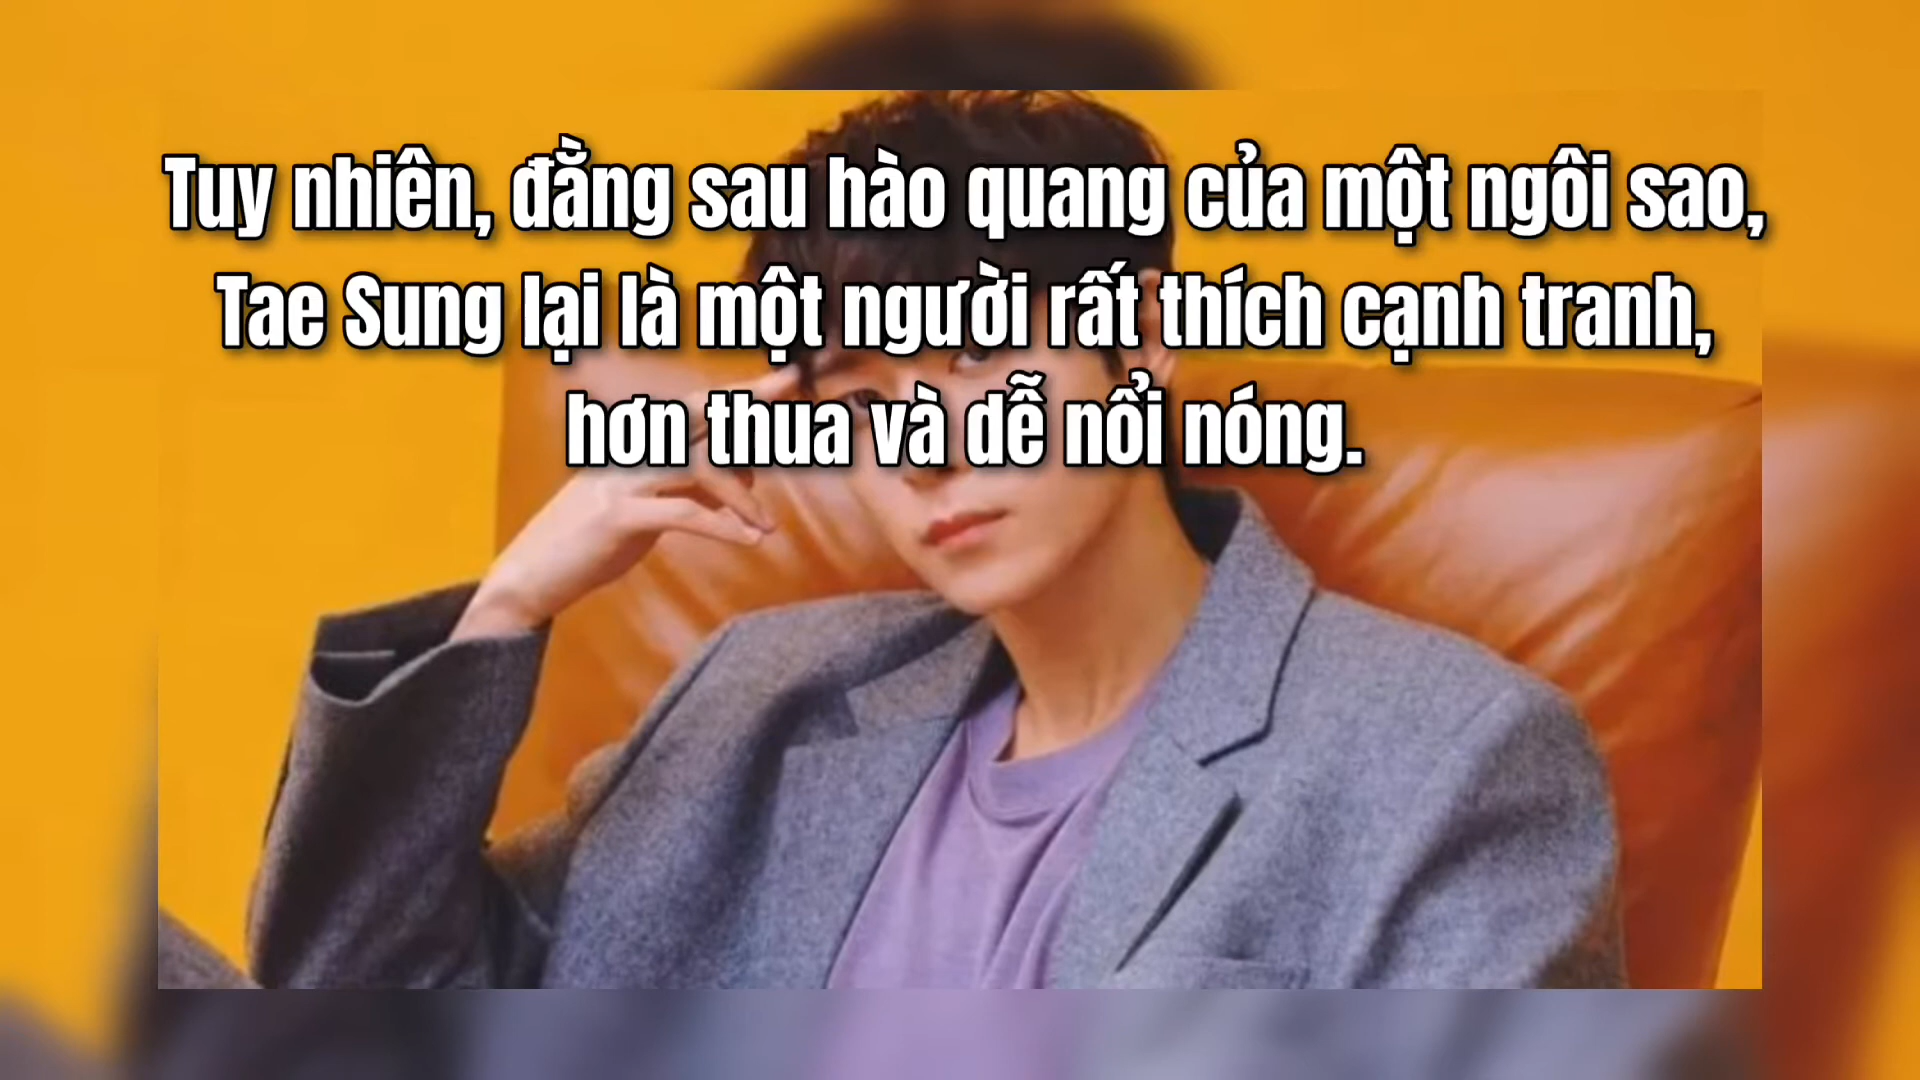 Tuy nhiên, đằng sau hào quang của một ngôi sao,
Tae Sung lại là một người rất thích cạnh tranh,
hơn thua và dễ nổi nóng.